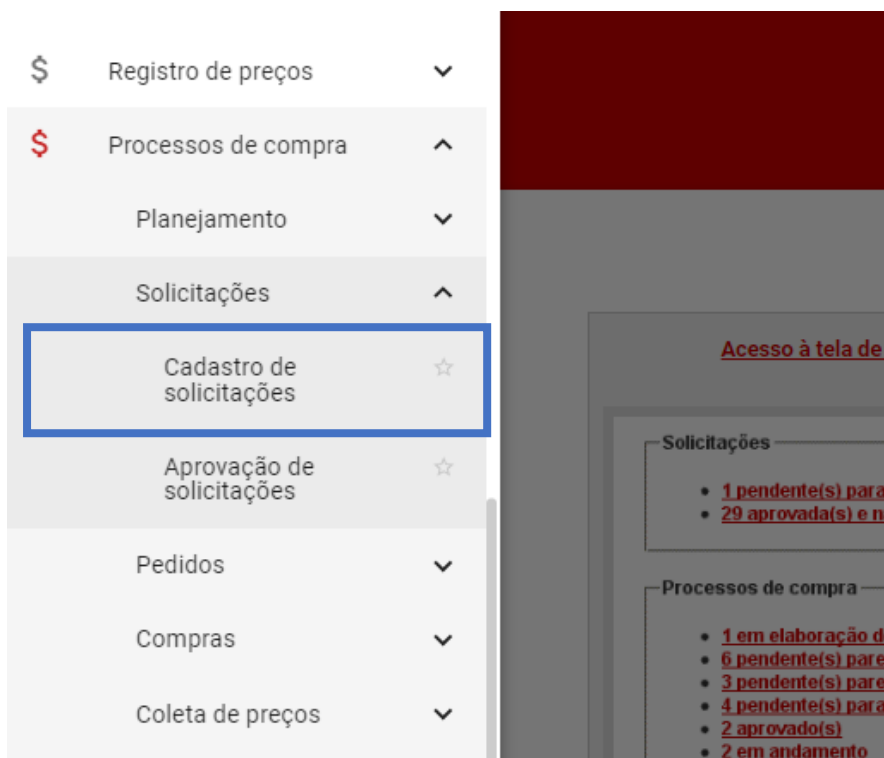 $ Registro de preços
$ Processos de compra
Planejamento
Solicitações
Cadastro de
solicitações
Aprovação de
solicitações
Pedidos
Compras
Coleta de preços
Acesso à tela de
Solicitações
• 1 pendente(s) para
• 29 aprovada(s) e
Processos de compra
• 1 em elaboração
• 6 pendente(s)
• 3 pendente(s)
• 4 pendente(s) para
• 2 aprovado(s)
• 2 em andamento